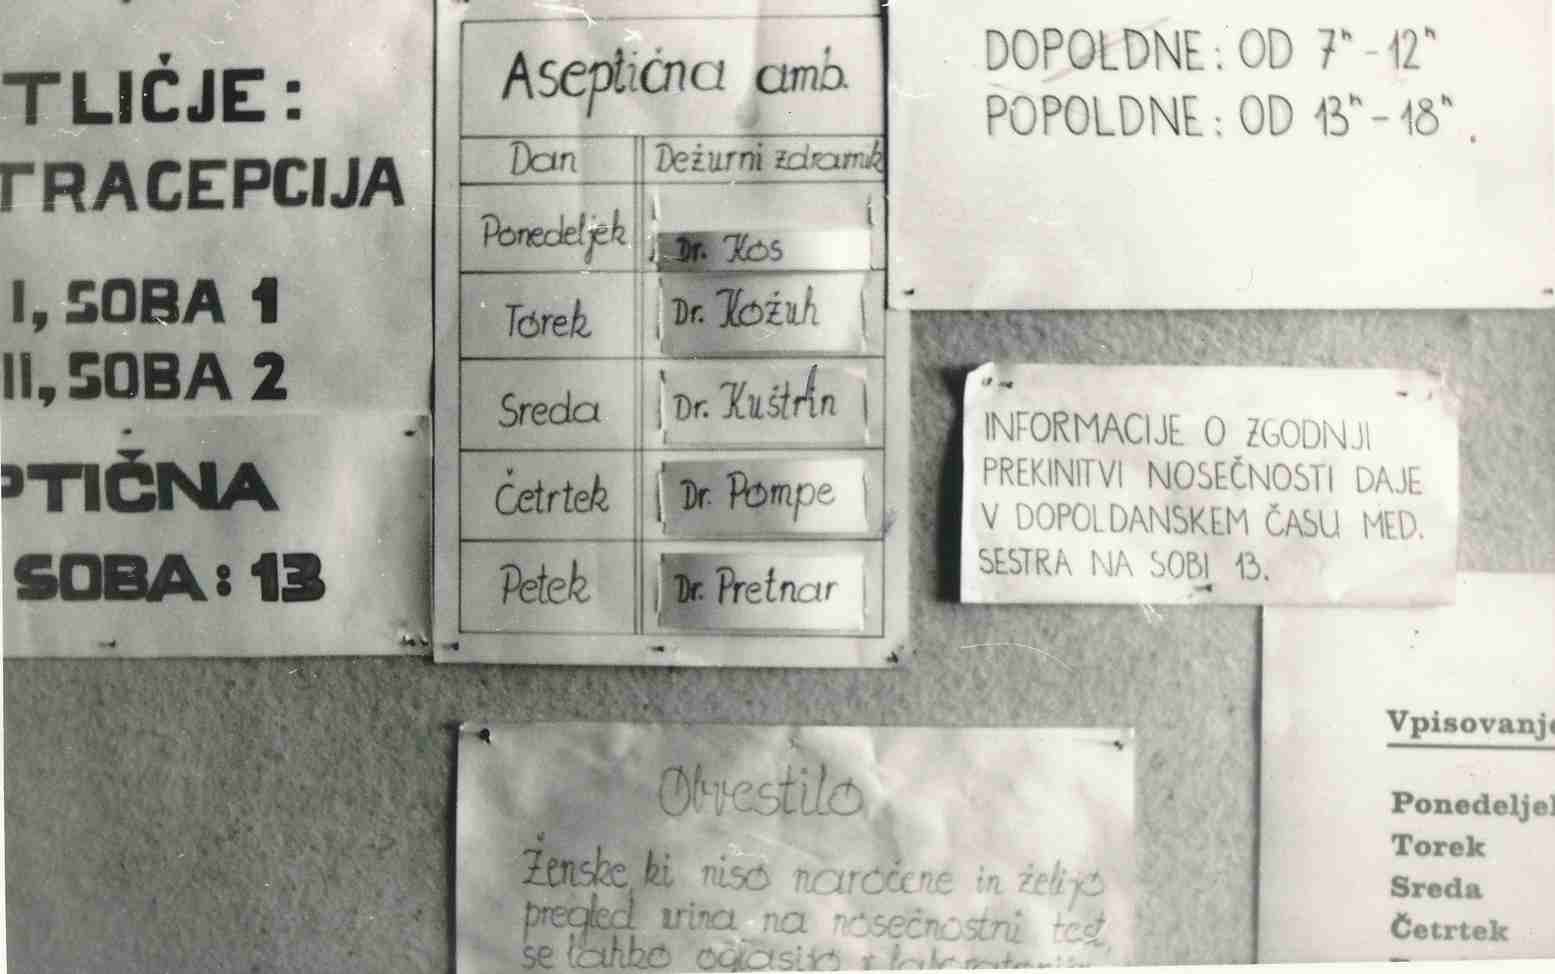 TLIČJE:
TRACEPCIJA
I, SOBA 1
II, SOBA 2
PTIČNA
SOBA: 13
Aseptična amb.
Dan Dežurni zdravnik
Ponedeljek Dr. Kos
Torek Dr. Kožuh
Sreda Dr. Kuštrin
Četrtek Dr. Pompe
Petek Dr. Pretnar
DOPOLDNE: OD 7ʰ-12ʰ
POPOLDNE: OD 13ʰ-18ʰ.
INFORMACIJE O ZGODNJI
PREKINITVI NOSEČNOSTI DAJE
V DOPOLDANSKEM ČASU MED.
SESTRA NA SOBI 13.
Obvestilo
Ženske, ki niso naročene in želijo
pregled urina na nosečnostni test,
se lahko oglasijo v
Vpisovanje
Ponedeljek
Torek
Sreda
Četrtek